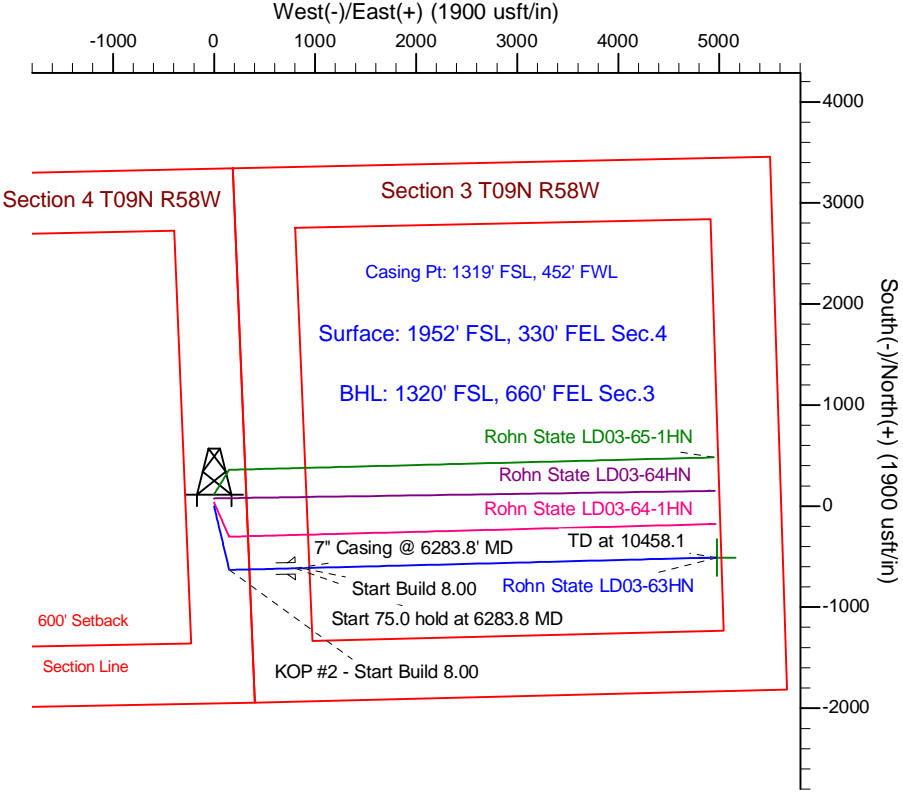 West(-)/East(+) (1900 usft/in)
-1000 0 1000 2000 3000 4000 5000
4000
3000
2000
1000
0
-1000
-2000
South(-)/North(+) (1900 usft/in)
Section 4 T09N R58W
Section 3 T09N R58W
Casing Pt: 1319' FSL, 452' FWL
Surface: 1952' FSL, 330' FEL Sec.4
BHL: 1320' FSL, 660' FEL Sec.3
Rohn State LD03-65-1HN
Rohn State LD03-64HN
Rohn State LD03-64-1HN
7" Casing @ 6283.8' MD
TD at 10458.1
Start Build 8.00
Rohn State LD03-63HN
Start 75.0 hold at 6283.8 MD
600' Setback
Section Line
KOP #2 - Start Build 8.00